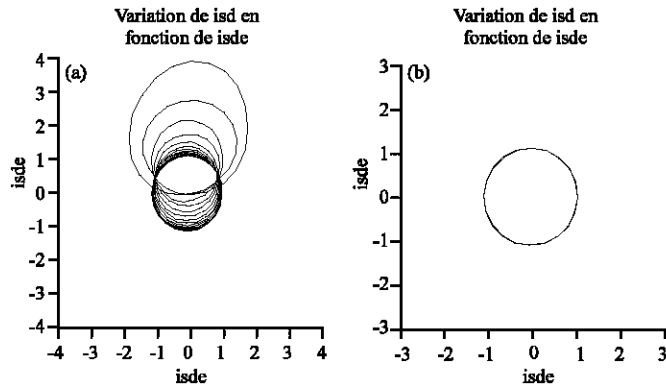 Variation de isd en
fonction de isde
(a)
isde
4
3
2
1
0
-1
-2
-3
-4
-4 -3 -2 -1 0 1 2 3 4
isde
Variation de isd en
fonction de isde
(b)
isde
3
2
1
0
-1
-2
-3
-3 -2 -1 0 1 2 3
isde